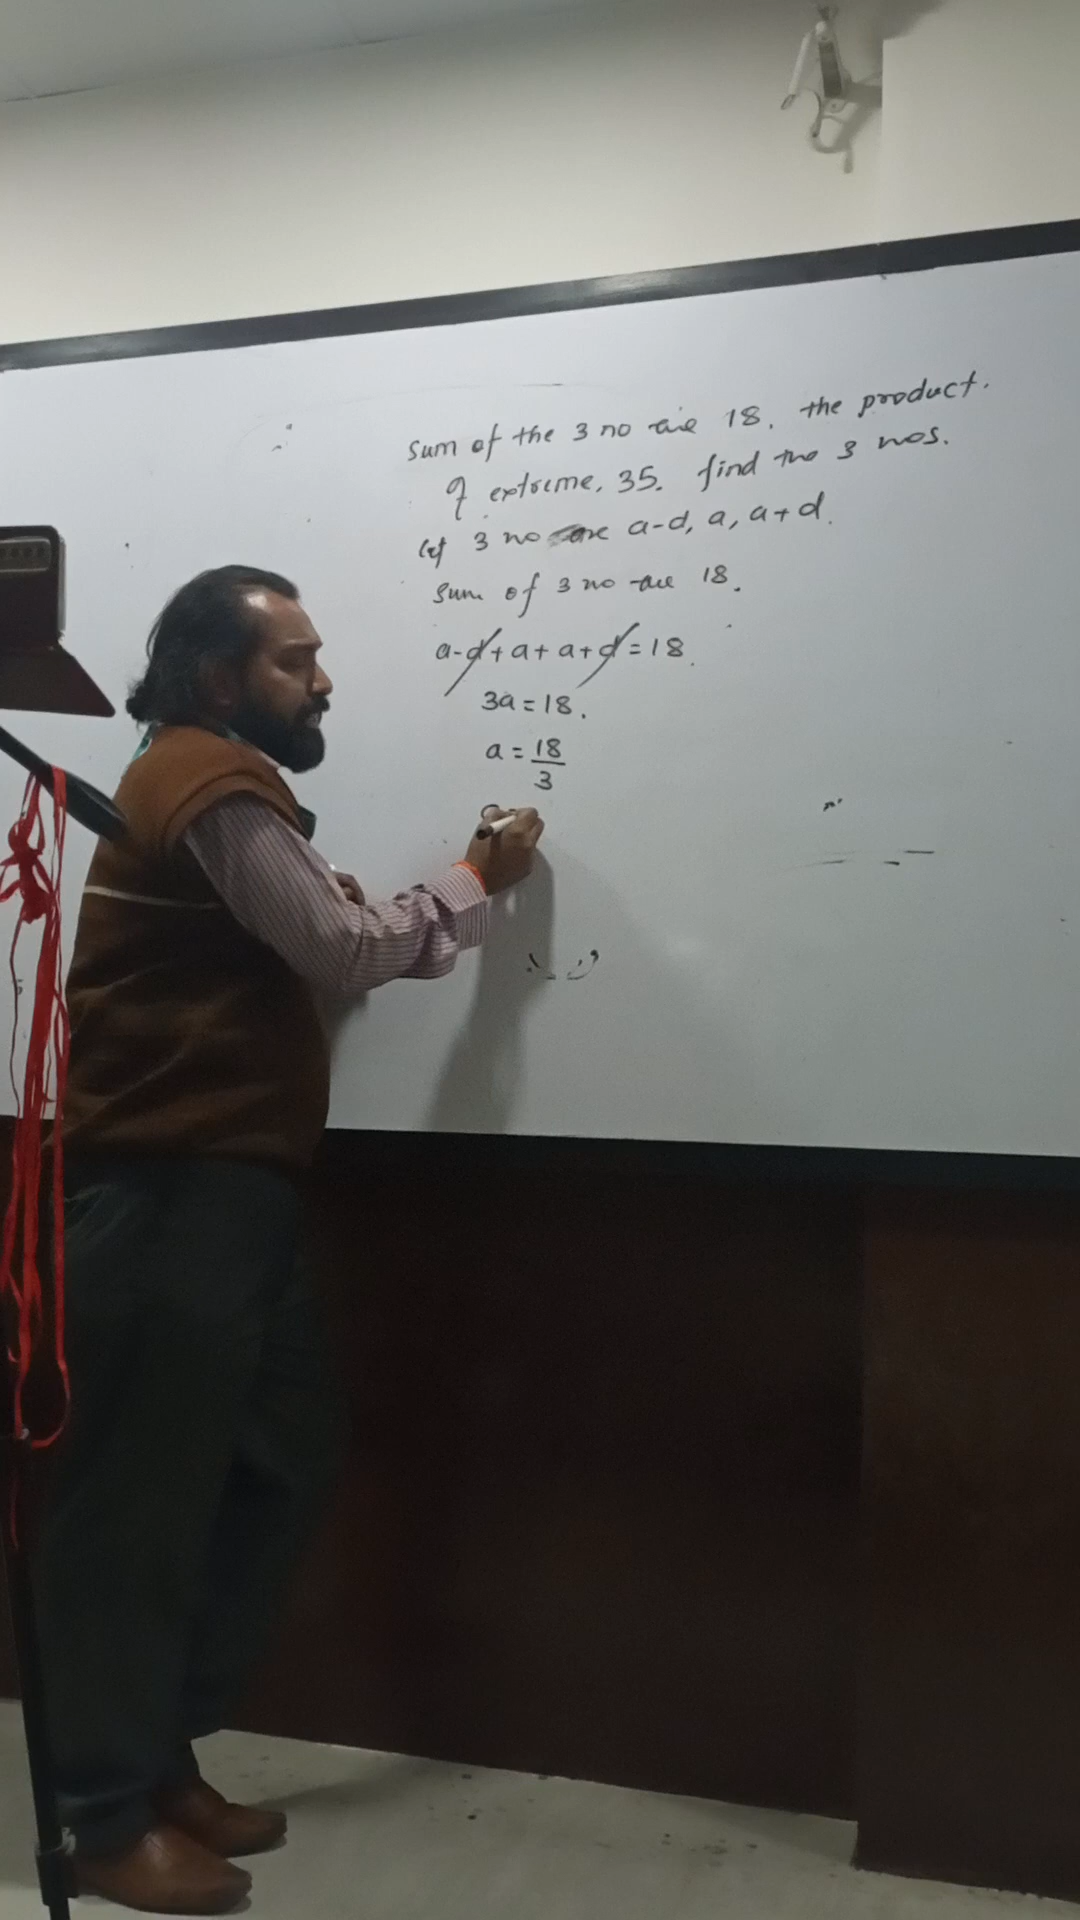 Sum of the 3 no are 18. the product.
of extreme, 35. find the 3 nos.
let 3 no are a-d, a, a+d.
Sum of 3 no are 18.
a-d+a+a+d=18.
3a=18.
a=18/3